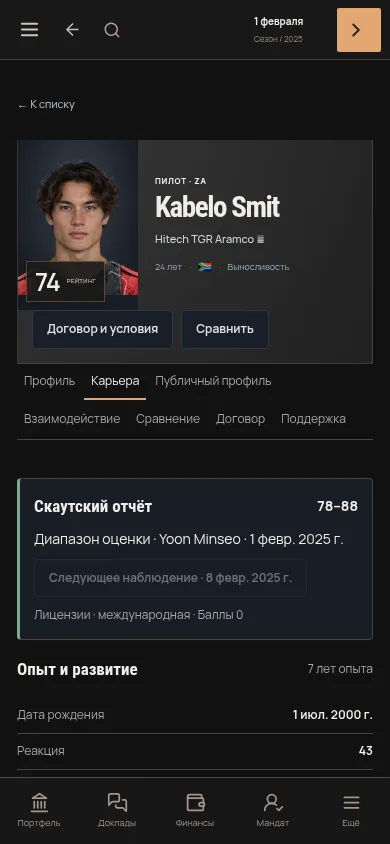 1 февраля
Сезон / 2025
← К списку
ПИЛОТ · ZA
Kabelo Smit
Hitech TGR Aramco
24 лет · Выносливость
74 РЕЙТИНГ
Договор и условия
Сравнить
Профиль Карьера Публичный профиль
Взаимодействие Сравнение Договор Поддержка
Скаутский отчёт 78–88
Диапазон оценки · Yoon Minseo · 1 февр. 2025 г.
Следующее наблюдение · 8 февр. 2025 г.
Лицензии · международная · Баллы 0
Опыт и развитие 7 лет опыта
Дата рождения 1 июл. 2000 г.
Реакция 43
Портфель Доклады Финансы Мандат Ещё